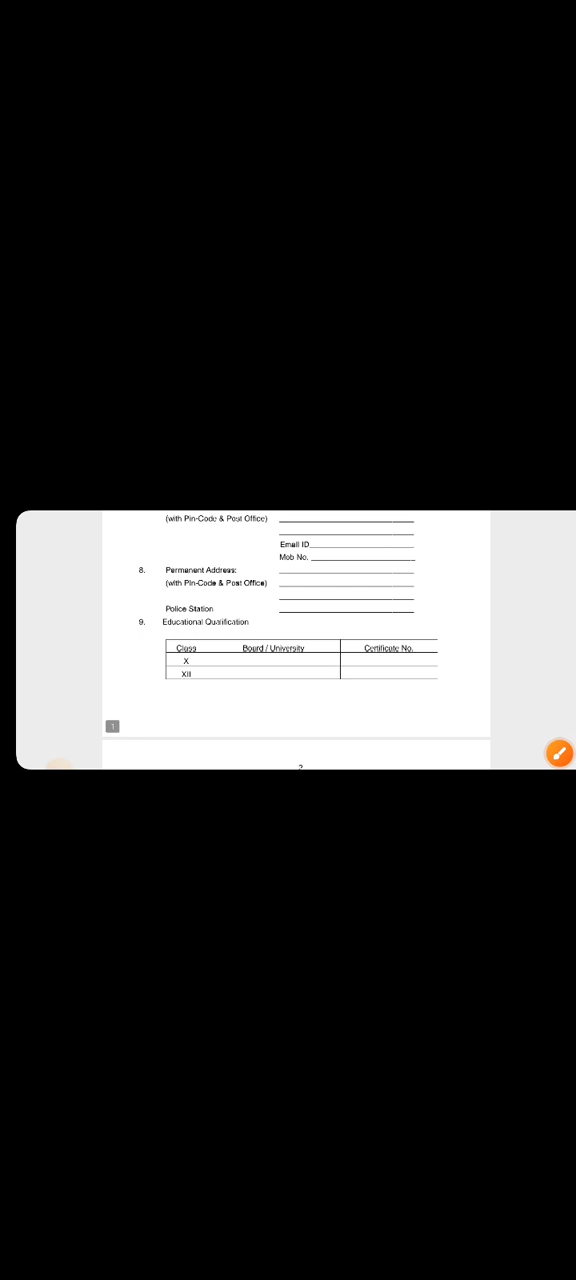 (with Pin-Code & Post Office)
Email ID
Mob No.
8. Permanent Address:
(with Pin-Code & Post Office)
Police Station
9. Educational Qualification
Class Board / University Certificate No.
X
XII
1
2